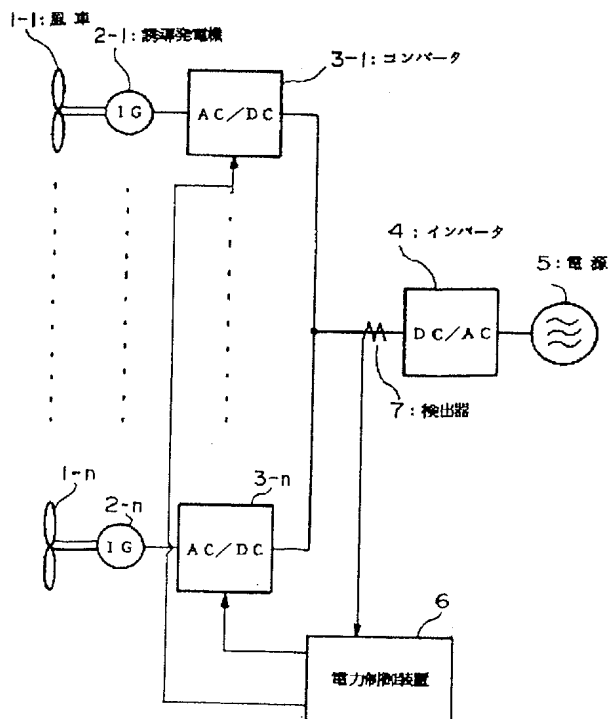 1-1:風車
2-1:誘導発電機
3-1:コンバータ
IG
AC/DC
4:インバータ
5:電源
DC/AC
7:検出器
1-n
2-n
3-n
IG
AC/DC
6
電力制御装置